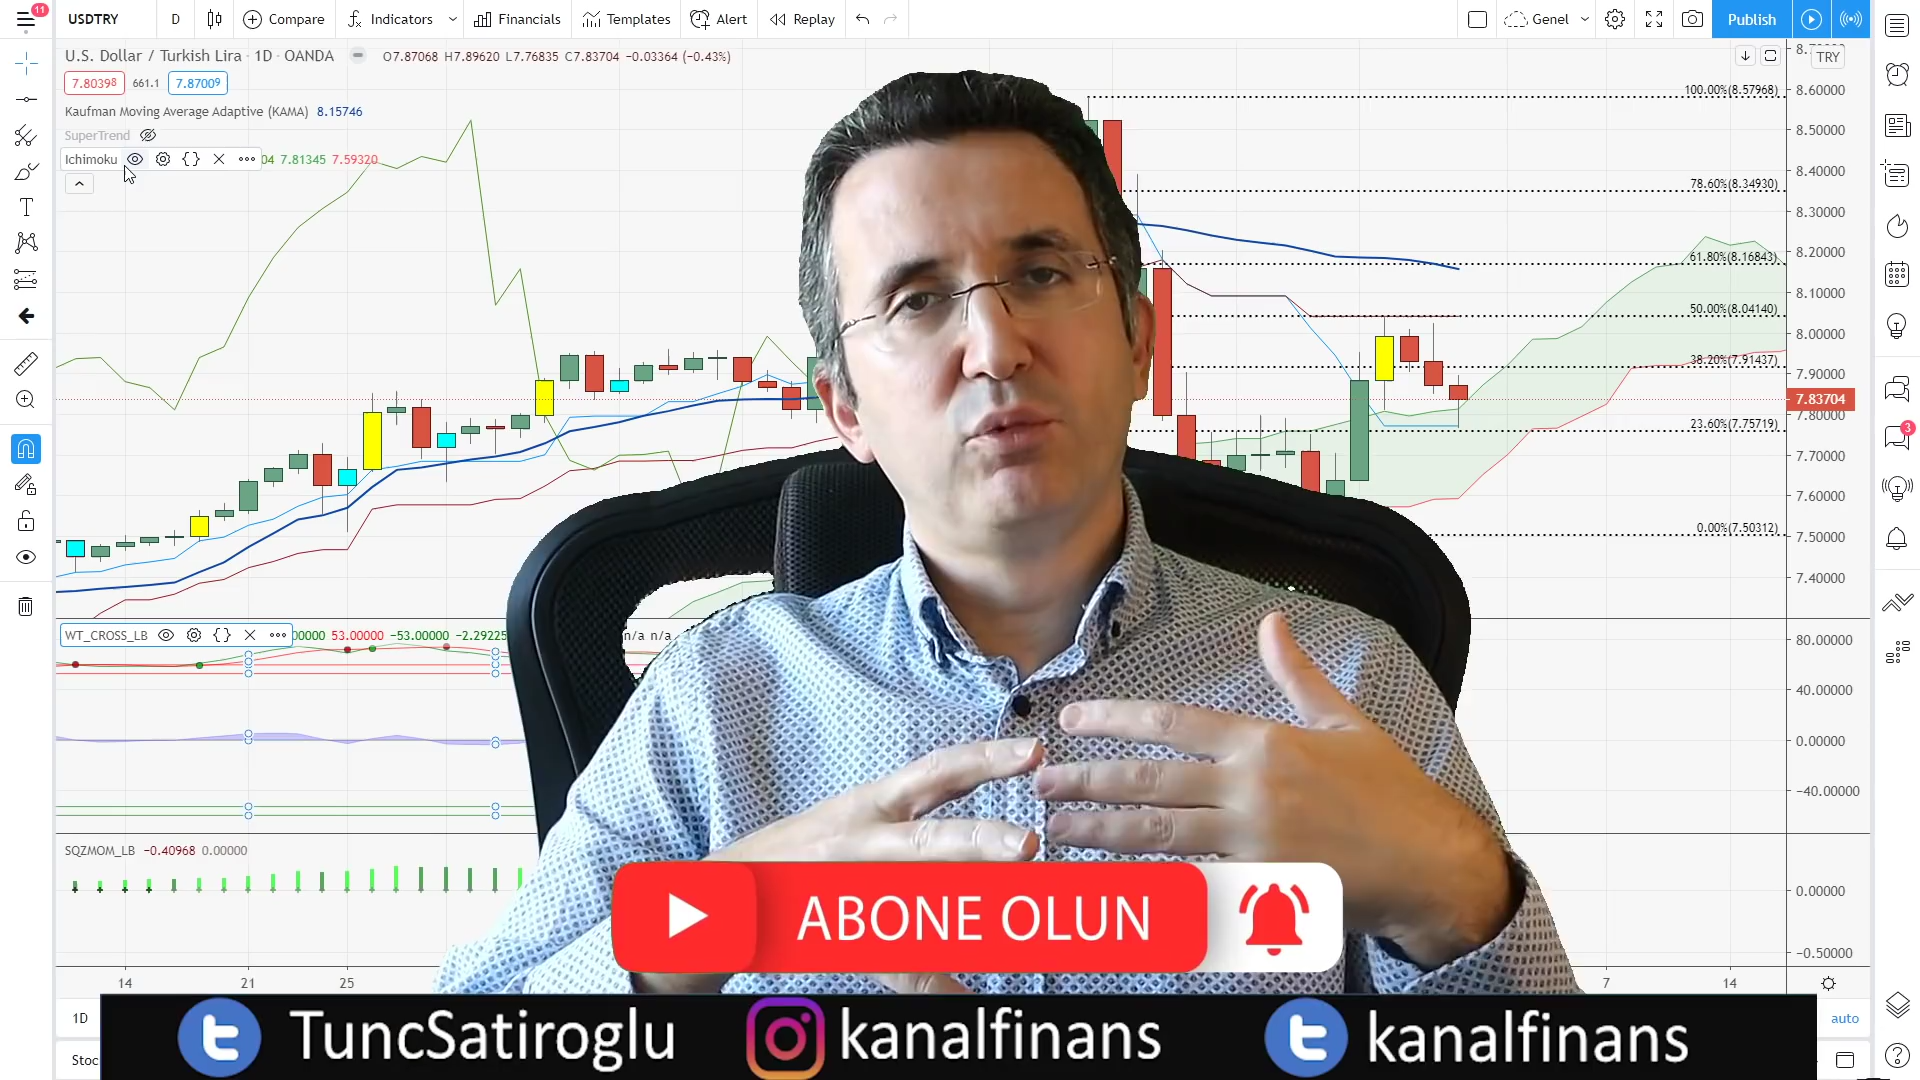 11
USDTRY D Compare Indicators Financials Templates Alert Replay Genel Publish
U.S. Dollar / Turkish Lira · 1D · OANDA O7.87068 H7.89620 L7.76835 C7.83704 −0.03364 (−0.43%)
7.80398 661.1 7.87009
Kaufman Moving Average Adaptive (KAMA) 8.15746
SuperTrend
Ichimoku 04 7.81345 7.59320
TRY
100.00%(8.57968)
78.60%(8.34930)
61.80%(8.16843)
50.00%(8.04140)
38.20%(7.91437)
23.60%(7.75719)
0.00%(7.50312)
8.60000
8.50000
8.40000
8.30000
8.20000
8.10000
8.00000
7.90000
7.83704
7.80000
7.70000
7.60000
7.50000
7.40000
3
WT_CROSS_LB 00000 53.00000 −53.00000 −2.29225 n/a n/a
80.00000
40.00000
0.00000
−40.00000
SQZMOM_LB −0.40968 0.00000
0.00000
−0.50000
ABONE OLUN
14 21 25 7 14
1D auto
Stoc
TuncSatiroglu kanalfinans kanalfinans